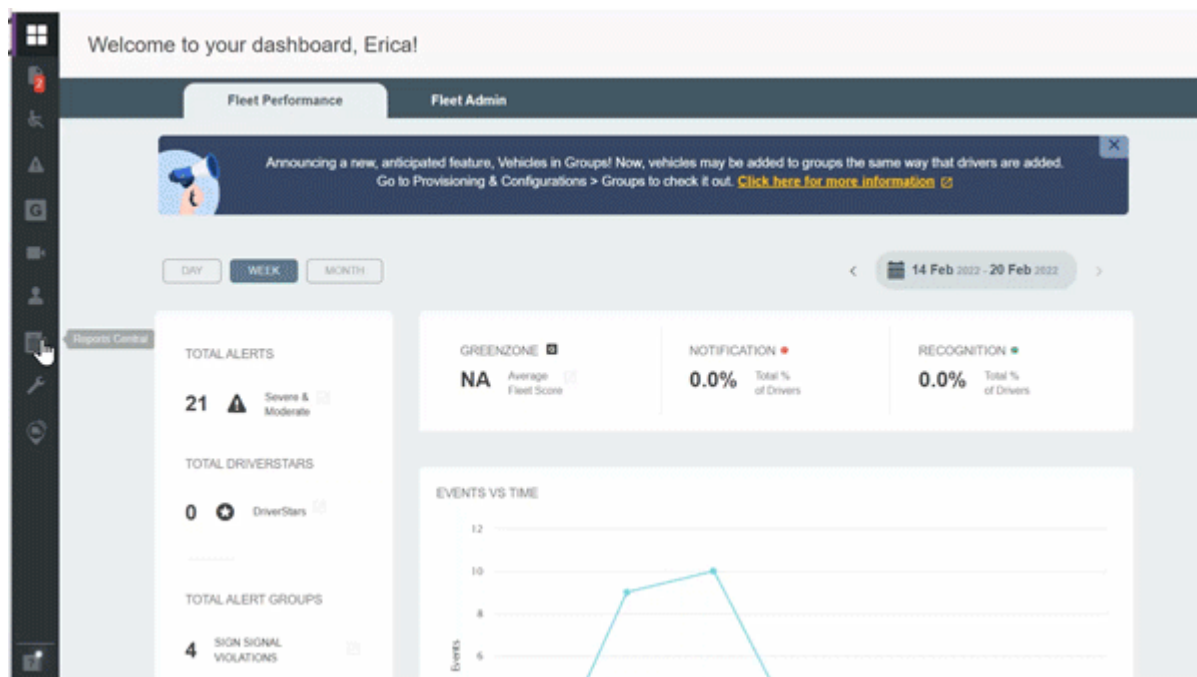 Welcome to your dashboard, Erica!
2
Fleet Performance
Fleet Admin
Announcing a new, anticipated feature, Vehicles in Groups! Now, vehicles may be added to groups the same way that drivers are added.
Go to Provisioning & Configurations > Groups to check it out. Click here for more information
DAY
WEEK
MONTH
14 Feb 2022 - 20 Feb 2022
Reports Central
TOTAL ALERTS
21
Severe &
Moderate
TOTAL DRIVERSTARS
0
DriverStars
TOTAL ALERT GROUPS
4
SIGN SIGNAL
VIOLATIONS
GREENZONE G
NA
Average
Fleet Score
NOTIFICATION
0.0%
Total %
of Drivers
RECOGNITION
0.0%
Total %
of Drivers
EVENTS VS TIME
12
10
8
6
Events
G
?